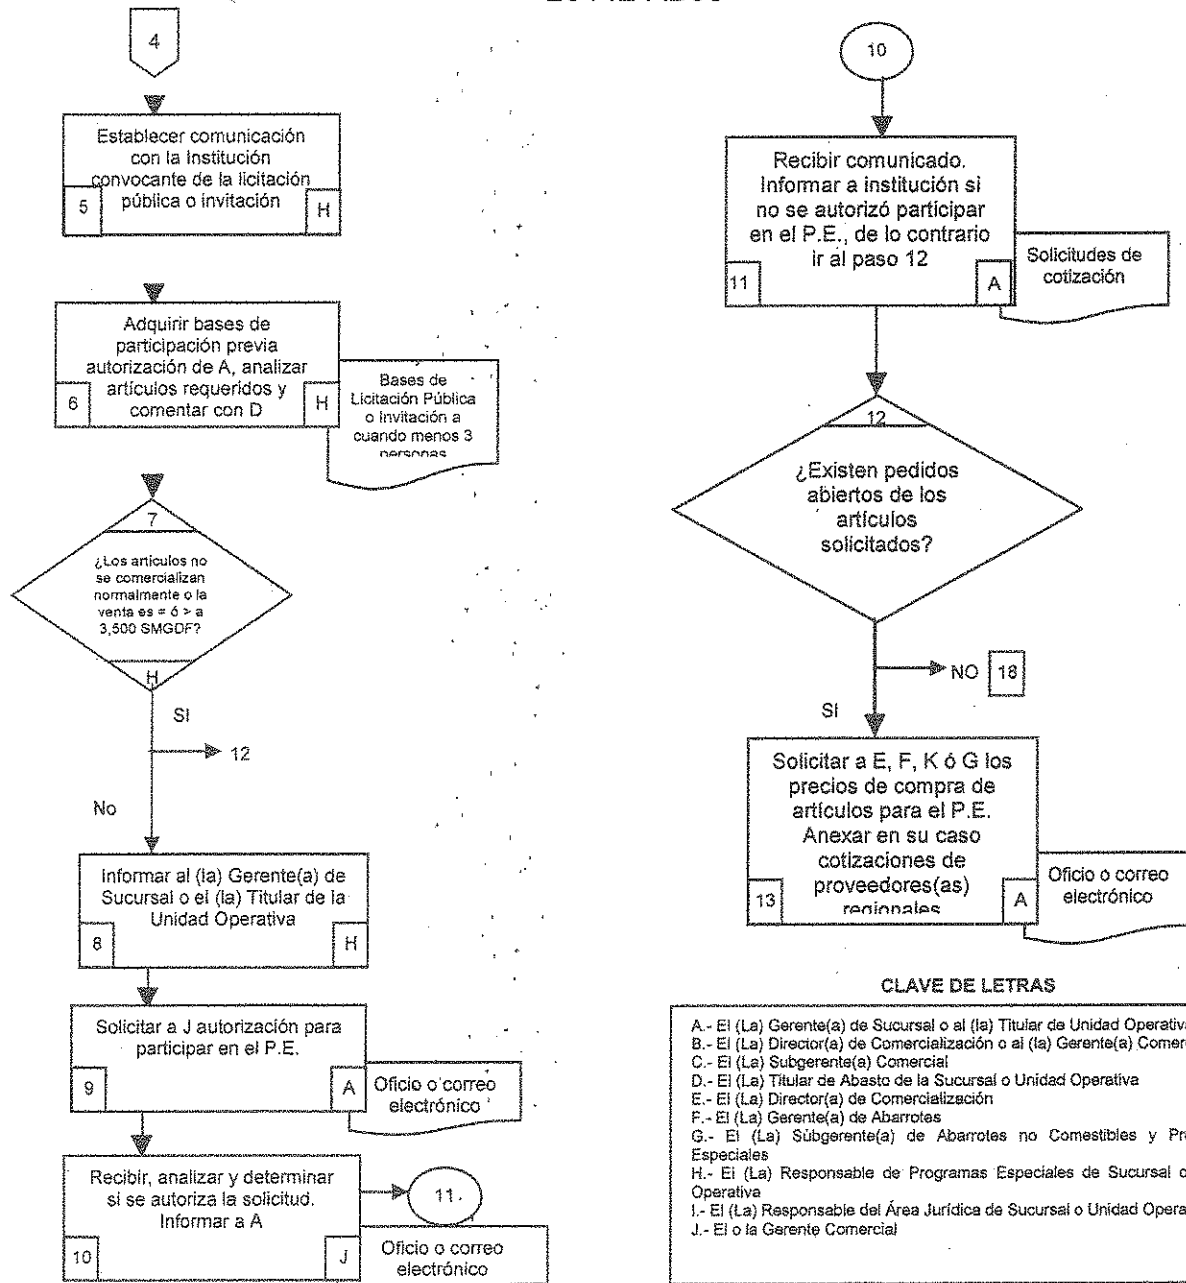 4
Establecer comunicación
con la Institución
convocante de la licitación
pública o invitación
5
H
Adquirir bases de
participación previa
autorización de A, analizar
artículos requeridos y
comentar con D
6
H
Bases de
Licitación Pública
o Invitación a
cuando menos 3
personas
7
¿Los artículos no
se comercializan
normalmente o la
venta es = ó > a
3,500 SMGDF?
H
SI
12
No
Informar al (la) Gerente(a) de
Sucursal o el (la) Titular de la
Unidad Operativa
8
H
Solicitar a J autorización para
participar en el P.E.
9
A
Oficio o correo
electrónico
Recibir, analizar y determinar
si se autoriza la solicitud.
Informar a A
10
J
11
Oficio o correo
electrónico
10
Recibir comunicado.
Informar a institución si
no se autorizó participar
en el P.E., de lo contrario
ir al paso 12
11
A
Solicitudes de
cotización
12
¿Existen pedidos
abiertos de los
artículos
solicitados?
NO 18
SI
Solicitar a E, F, K ó G los
precios de compra de
artículos para el P.E.
Anexar en su caso
cotizaciones de
proveedores(as)
regionales
13
A
Oficio o correo
electrónico
CLAVE DE LETRAS
A.- El (La) Gerente(a) de Sucursal o al (la) Titular de Unidad Operativa
B.- El (La) Director(a) de Comercialización o al (la) Gerente(a) Comer
C.- El (La) Subgerente(a) Comercial
D.- El (La) Titular de Abasto de la Sucursal o Unidad Operativa
E.- El (La) Director(a) de Comercialización
F.- El (La) Gerente(a) de Abarrotes
G.- El (La) Subgerente(a) de Abarrotes no Comestibles y Pr
Especiales
H.- El (La) Responsable de Programas Especiales de Sucursal o
Operativa
I.- El (La) Responsable del Área Jurídica de Sucursal o Unidad Opera
J.- El o la Gerente Comercial